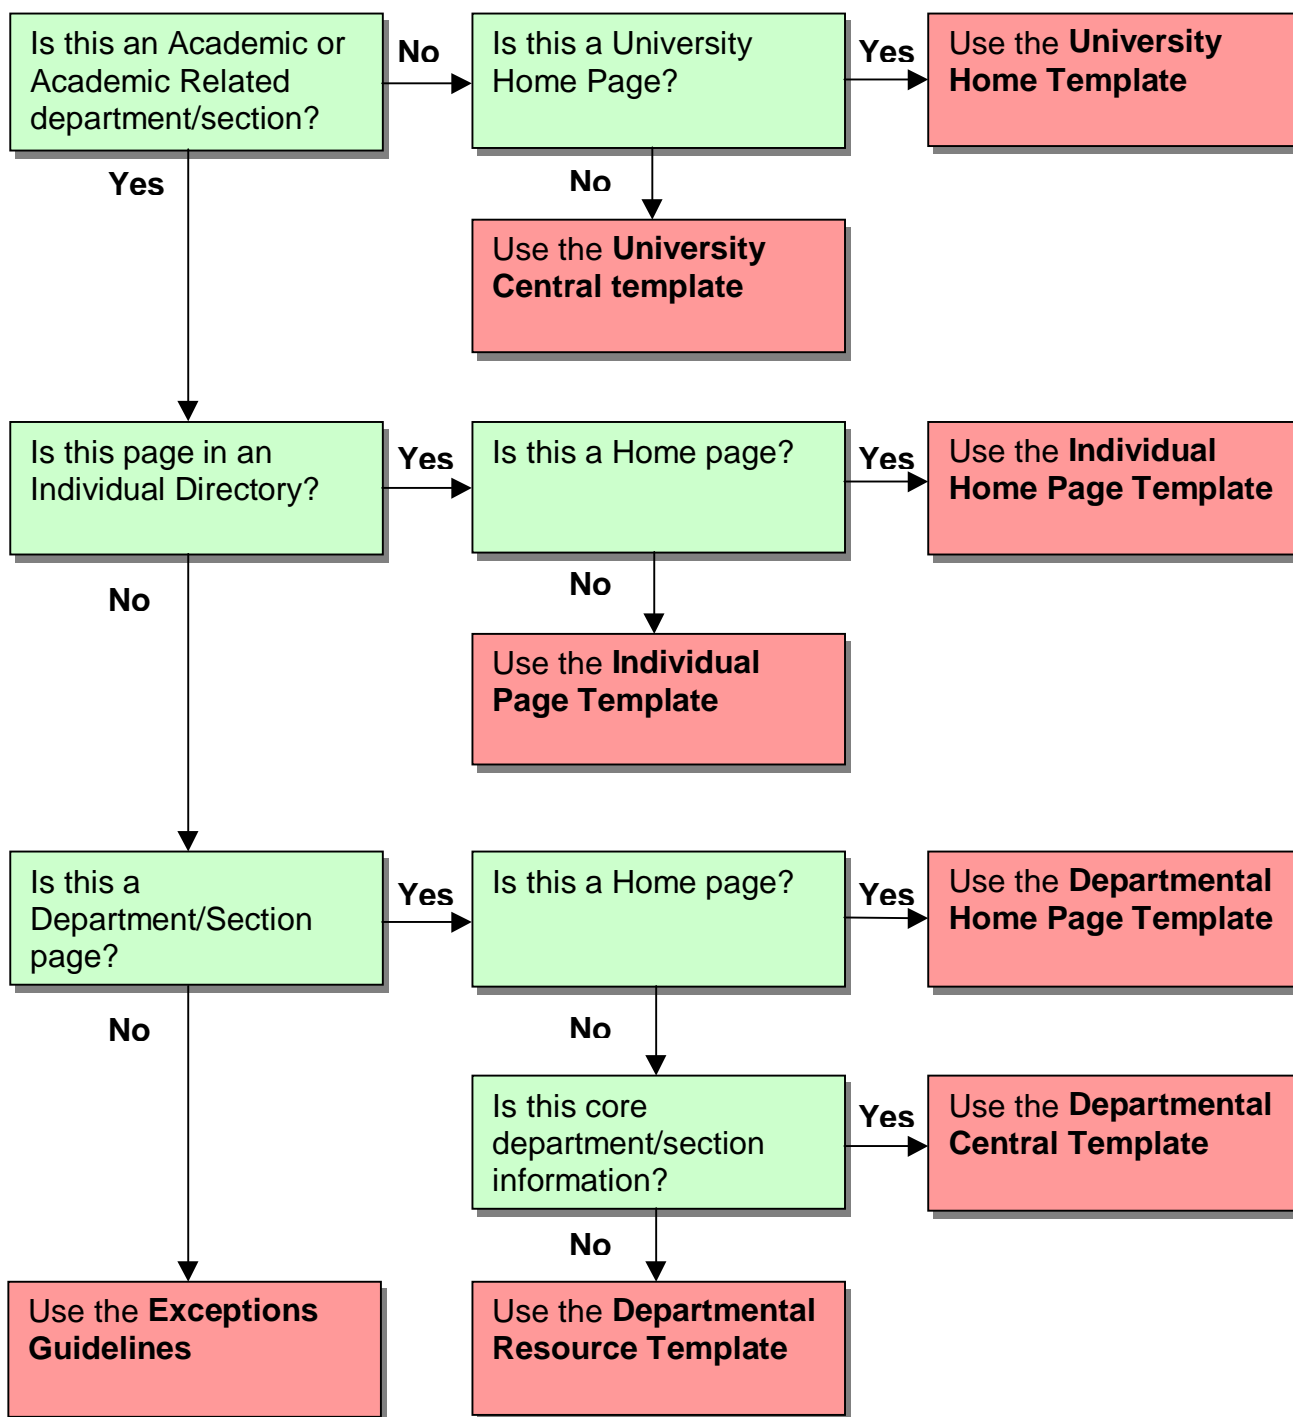 Is this an Academic or
Academic Related
department/section?
No
Is this a University
Home Page?
Yes
Use the University
Home Template
Yes
No
Use the University
Central template
Is this page in an
Individual Directory?
Yes
Is this a Home page?
Yes
Use the Individual
Home Page Template
No
No
Use the Individual
Page Template
Is this a
Department/Section
page?
Yes
Is this a Home page?
Yes
Use the Departmental
Home Page Template
No
No
Is this core
department/section
information?
Yes
Use the Departmental
Central Template
No
Use the Exceptions
Guidelines
Use the Departmental
Resource Template